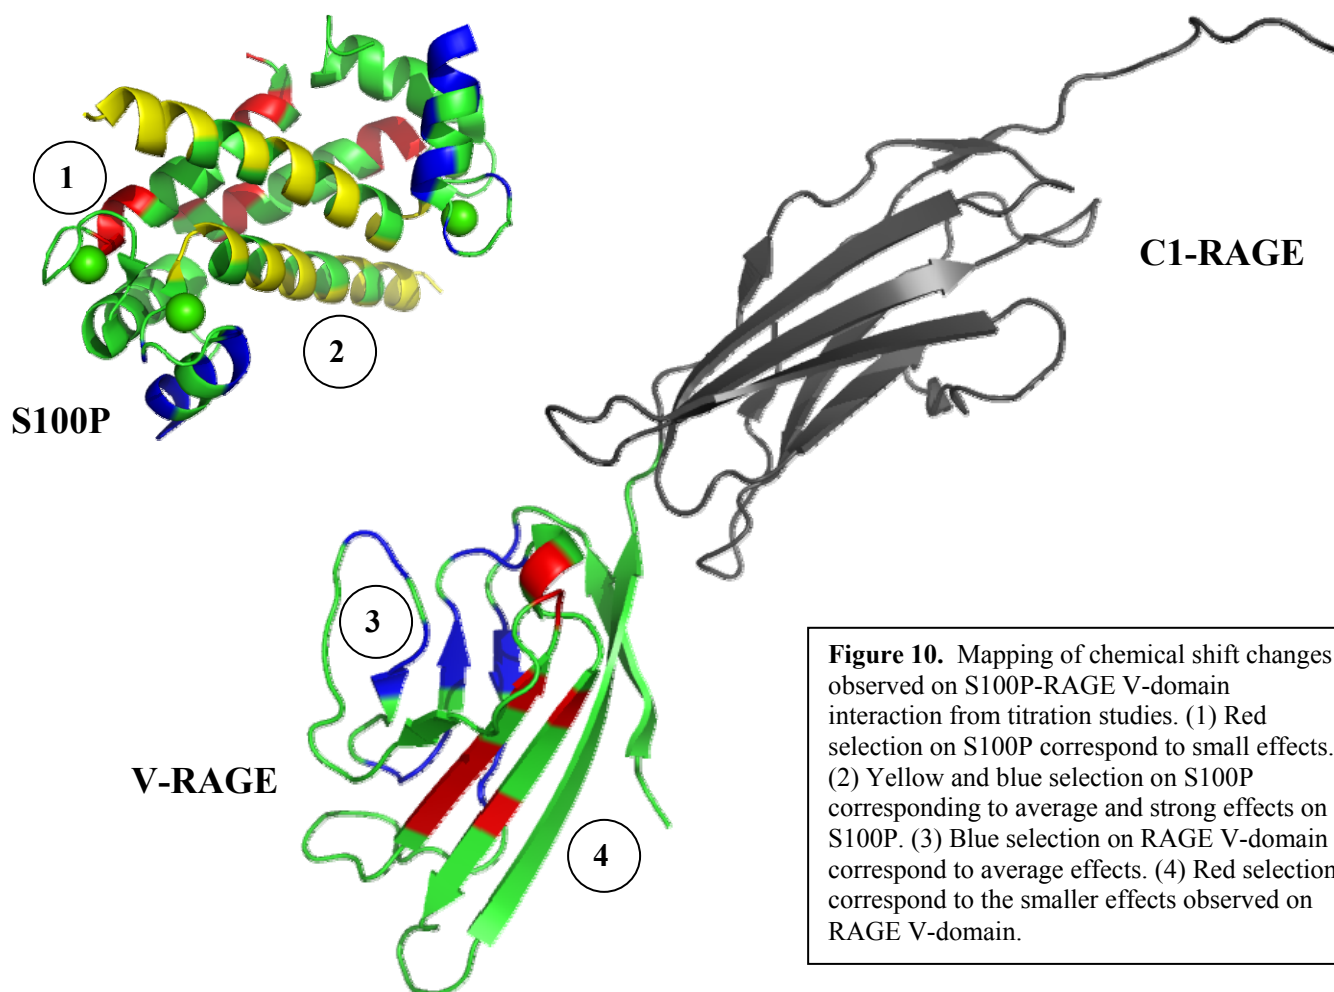 1
2
S100P
C1-RAGE
3
V-RAGE
4
Figure 10. Mapping of chemical shift changes
observed on S100P-RAGE V-domain
interaction from titration studies. (1) Red
selection on S100P correspond to small effects.
(2) Yellow and blue selection on S100P
corresponding to average and strong effects on
S100P. (3) Blue selection on RAGE V-domain
correspond to average effects. (4) Red selection
correspond to the smaller effects observed on
RAGE V-domain.